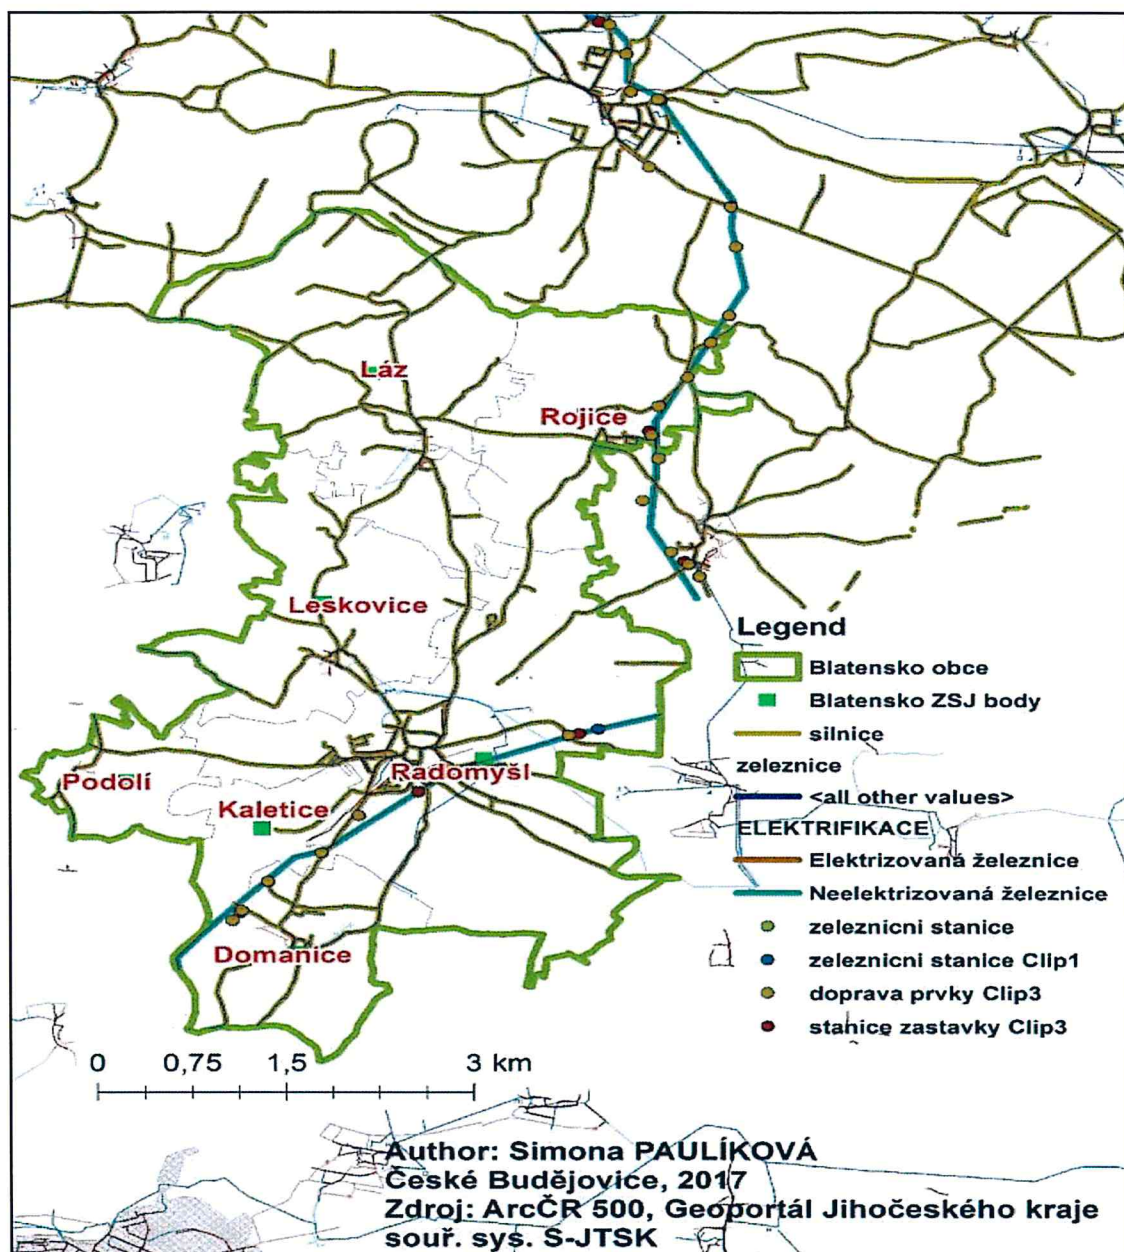 Láz
Rojice
Leskovice
Podolí
Radomyšl
Kaletice
Domanice
Legend
Blatensko obce
Blatensko ZSJ body
silnice
zeleznice
<all other values>
ELEKTRIFIKACE
Elektrizovaná železnice
Neelektrizovaná železnice
zeleznicni stanice
zeleznicni stanice Clip1
doprava prvky Clip3
stanice zastavky Clip3
0 0,75 1,5 3 km
Author: Simona PAULÍKOVÁ
České Budějovice, 2017
Zdroj: ArcČR 500, Geoportál Jihočeského kraje
souř. sys. S-JTSK